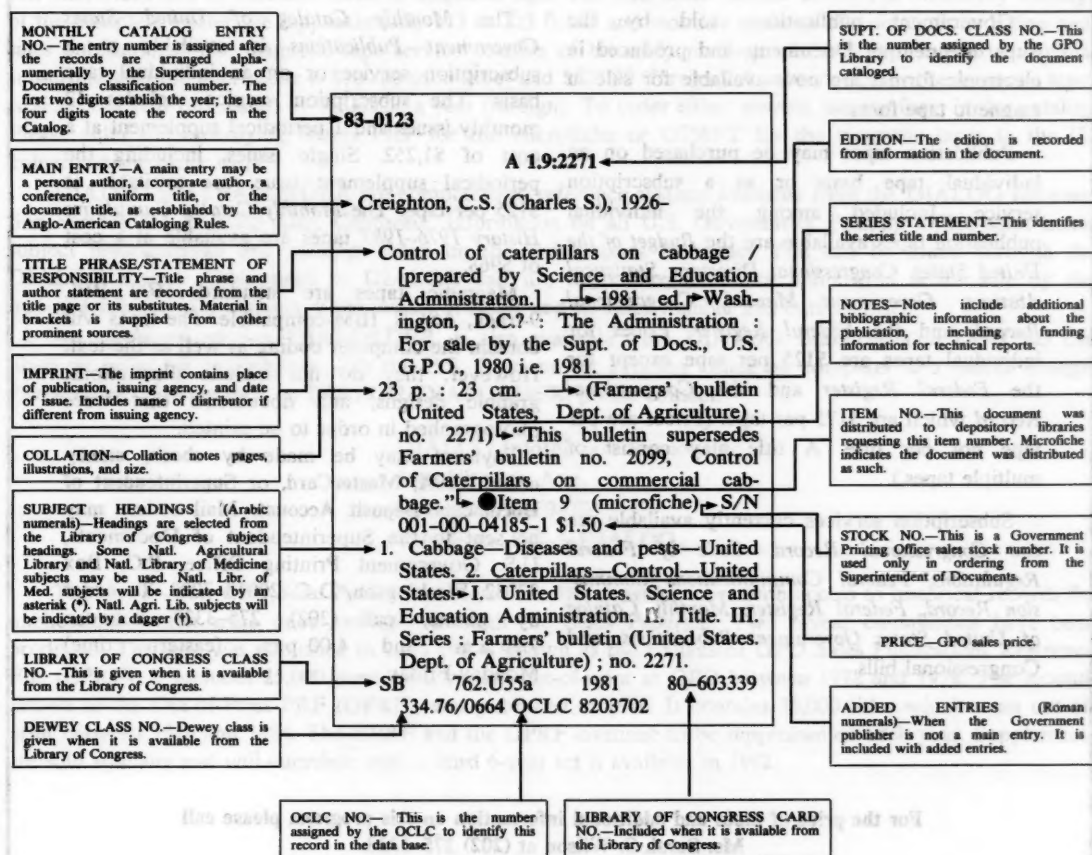 MONTHLY CATALOG ENTRY
NO.—The entry number is assigned after
the records are arranged alpha-
numerically by the Superintendent of
Documents classification number. The
first two digits establish the year; the last
four digits locate the record in the
Catalog.
MAIN ENTRY—A main entry may be
a personal author, a corporate author, a
conference, uniform title, or the
document title, as established by the
Anglo-American Cataloging Rules.
TITLE PHRASE/STATEMENT OF
RESPONSIBILITY—Title phrase and
author statement are recorded from the
title page or its substitutes. Material in
brackets is supplied from other
prominent sources.
IMPRINT—The imprint contains place
of publication, issuing agency, and date
of issue. Includes name of distributor if
different from issuing agency.
COLLATION—Collation notes pages,
illustrations, and size.
SUBJECT HEADINGS (Arabic
numerals)—Headings are selected from
the Library of Congress subject
headings. Some Natl. Agricultural
Library and Natl. Library of Medicine
subjects may be used. Natl. Libr. of
Med. subjects will be indicated by an
asterisk (*). Natl. Agri. Lib. subjects will
be indicated by a dagger (†).
LIBRARY OF CONGRESS CLASS
NO.—This is given when it is available
from the Library of Congress.
DEWEY CLASS NO.—Dewey class is
given when it is available from the
Library of Congress.
83–0123
A 1.9:2271
Creighton, C.S. (Charles S.), 1926–
Control of caterpillars on cabbage /
[prepared by Science and Education
Administration.] 1981 ed. Wash-
ington, D.C.? : The Administration :
For sale by the Supt. of Docs., U.S.
G.P.O., 1980 i.e. 1981.
23 p. ; 23 cm. (Farmers' bulletin
(United States. Dept. of Agriculture) ;
no. 2271) "This bulletin supersedes
Farmers' bulletin no. 2099, 'Control
of Caterpillars on commercial cab-
bage." ●Item 9 (microfiche) S/N
001–000–04185–1 $1.50
1. Cabbage—Diseases and pests—United
States. 2 Caterpillars—Control—United
States. I. United States. Science and
Education Administration. II. Title. III.
Series : Farmers' bulletin (United States.
Dept. of Agriculture) ; no. 2271.
SB 762.U55a 1981 80–603339
334.76/0664 OCLC 8203702
SUPT. OF DOCS. CLASS NO.—This
is the number assigned by the GPO
Library to identify the document
cataloged.
EDITION—The edition is recorded
from information in the document.
SERIES STATEMENT—This identifies
the series title and number.
NOTES—Notes include additional
bibliographic information about the
publication, including funding
information for technical reports.
ITEM NO.—This document was
distributed to depository libraries
requesting this item number. Microfiche
indicates the document was distributed
as such.
STOCK NO.—This is a Government
Printing Office sales stock number. It is
used only in ordering from the
Superintendent of Documents.
PRICE—GPO sales price.
ADDED ENTRIES (Roman
numerals)—When the Government
publisher is not a main entry. It is
included with added entries.
OCLC NO.—This is the number
assigned by the OCLC to identify this
record in the data base.
LIBRARY OF CONGRESS CARD
NO.—Included when it is available from
the Library of Congress.